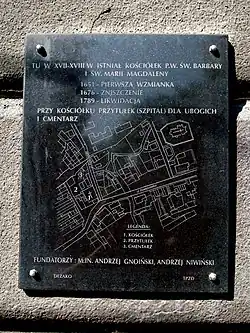 TU W XVII-XVIII W ISTNIAŁ KOŚCIÓŁEK P.W. ŚW. BARBARY
I ŚW. MARII MAGDALENY
1651 - PIERWSZA WZMIANKA
1676 - ZNISZCZENIE
1789 - LIKWIDACJA
PRZY KOŚCIÓŁKU PRZYTUŁEK (SZPITAL) DLA UBOGICH
I CMENTARZ
LEGENDA:
1. KOŚCIÓŁEK
2. PRZYTUŁEK
3. CMENTARZ
FUNDATORZY: M.IN. ANDRZEJ GNOIŃSKI, ANDRZEJ NIWIŃSKI